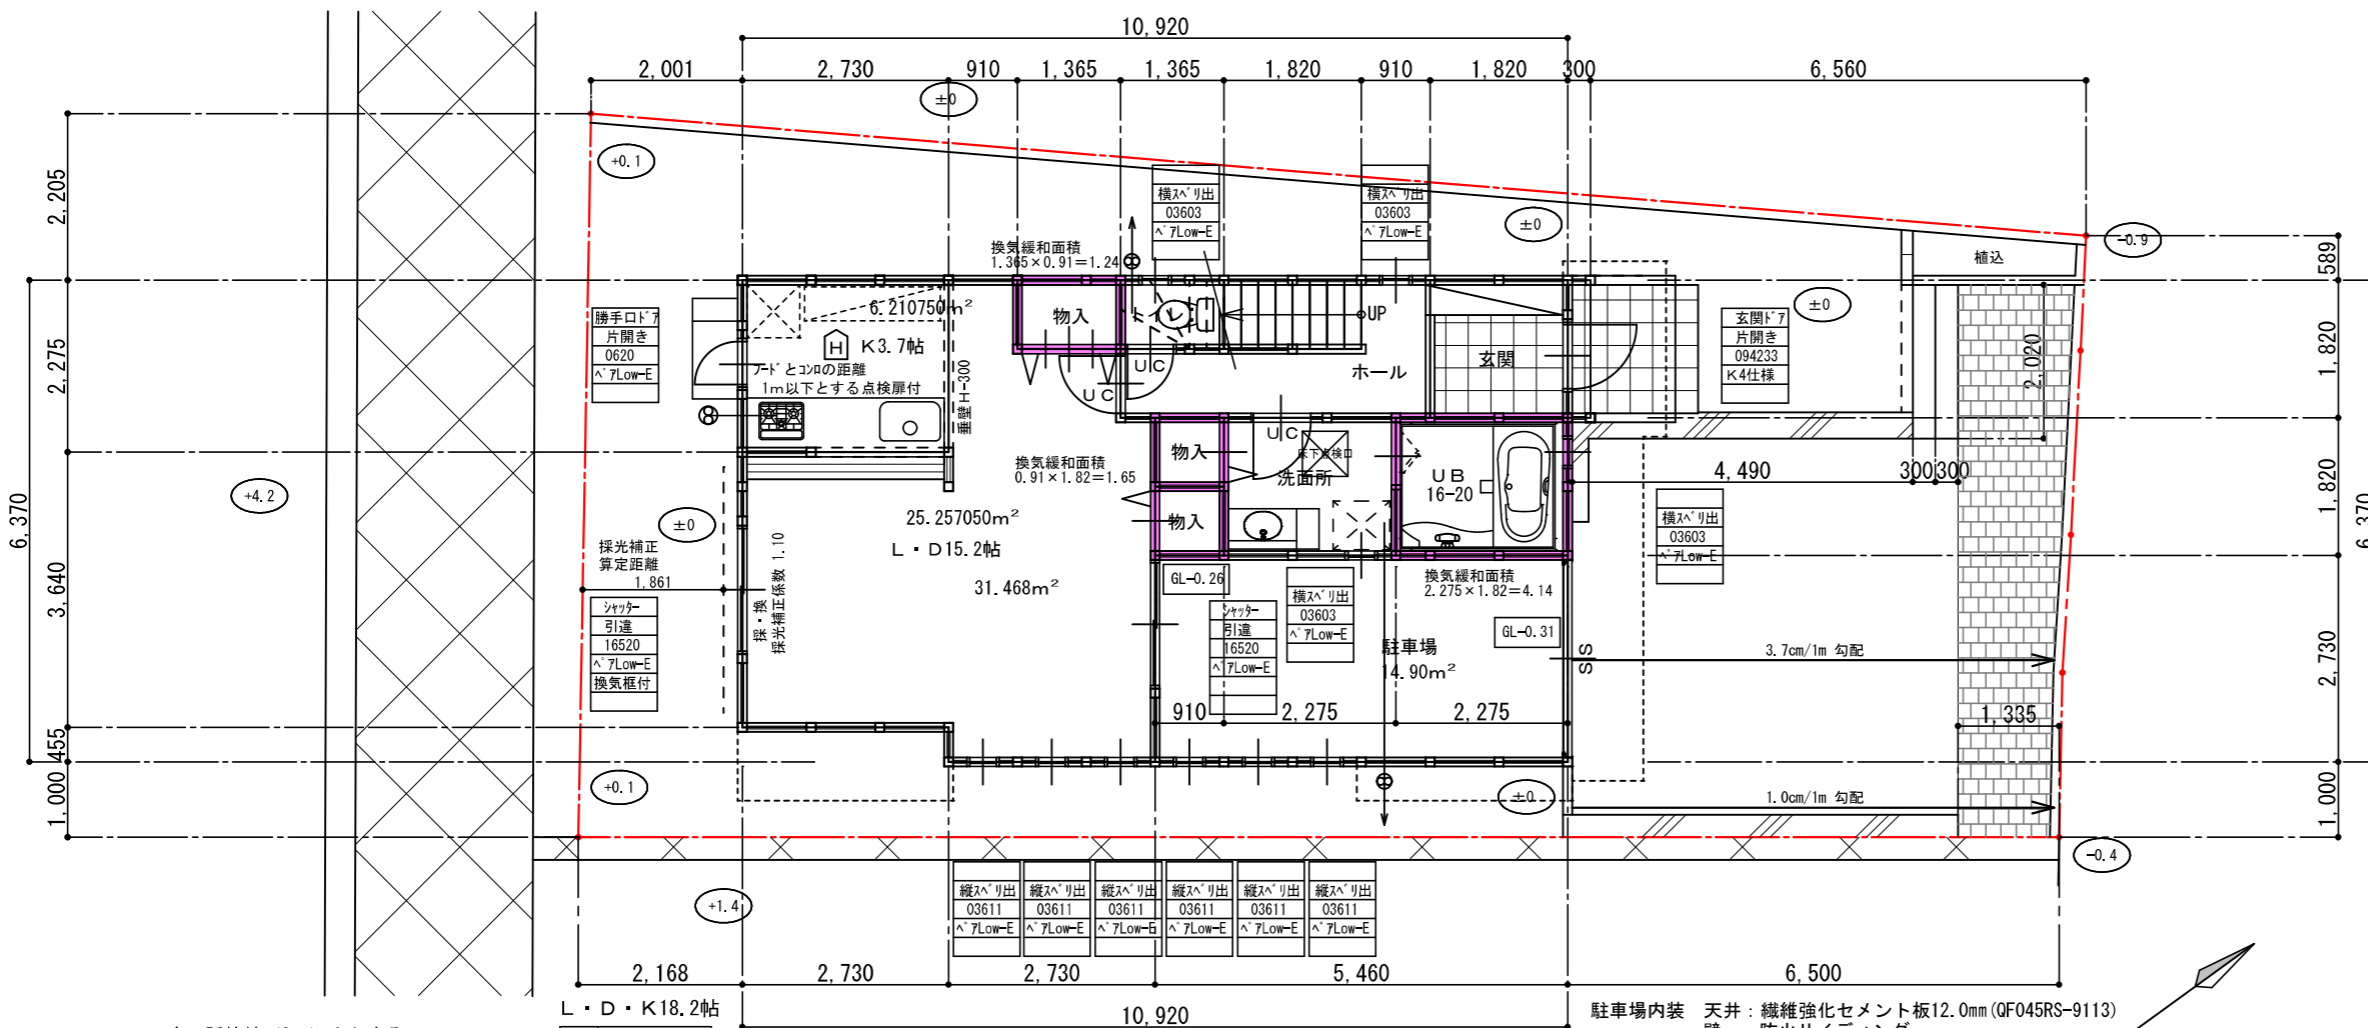 10,920
2,001
2,730
910
1,365
1,365
1,820
910
1,820
300
6,560
±0
+0.1
横スベリ出
03603
ペアLow-E
横スベリ出
03603
ペアLow-E
±0
-0.9
2,205
589
植込
換気緩和面積
1.365×0.91=1.24
勝手口ドア
片開き
0620
ペアLow-E
6.210750m²
H
K3.7帖
フードとコンロの距離
1m以下とする点検扉付
垂壁H-300
物入
UP
UC
UC
ホール
玄関
玄関ドア
片開き
094233
K4仕様
±0
2,020
1,820
2,275
6,370
換気緩和面積
0.91×1.82=1.65
物入
物入
UC
床下点検口
洗面所
UB
16-20
4,490
300
300
1,820
6,370
横スベリ出
03603
ペアLow-E
+4.2
±0
25.257050m²
L・D15.2帖
31.468m²
採光補正
算定距離
1,861
採・換
採光補正係数 1.10
シャッター
引違
16520
ペアLow-E
換気框付
3,640
GL-0.26
シャッター
引違
16520
ペアLow-E
横スベリ出
03603
ペアLow-E
換気緩和面積
2.275×1.82=4.14
GL-0.31
駐車場
14.90m²
SS
3.7cm/1m 勾配
2,730
910
2,275
2,275
1,335
455
1,000
+0.1
±0
1.0cm/1m 勾配
1,000
-0.4
+1.4
縦スベリ出
03611
ペアLow-E
縦スベリ出
03611
ペアLow-E
縦スベリ出
03611
ペアLow-E
縦スベリ出
03611
ペアLow-E
縦スベリ出
03611
ペアLow-E
縦スベリ出
03611
ペアLow-E
2,168
2,730
2,730
5,460
6,500
L・D・K18.2帖
10,920
駐車場内装 天井：繊維強化セメント板12.0mm(QF045RS-9113)